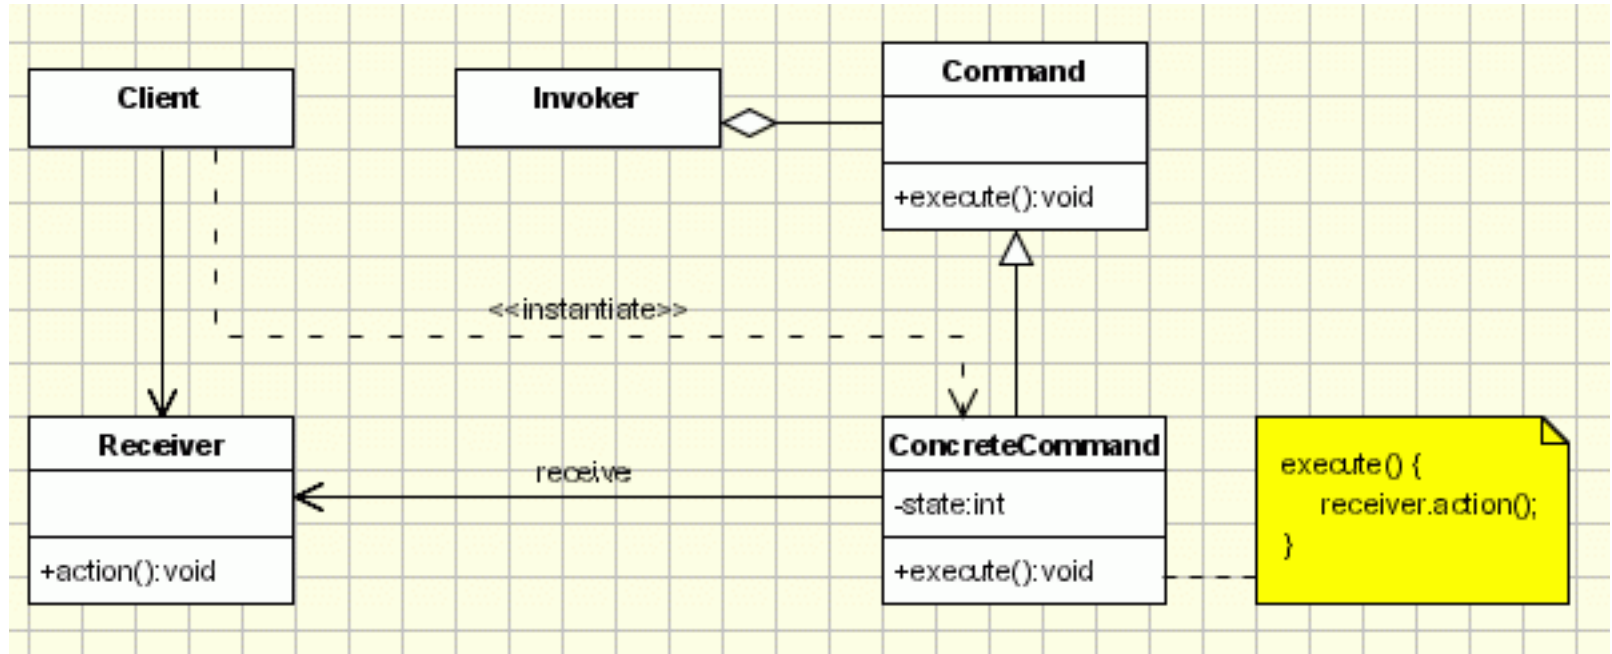 Client
Invoker
Command
+execute():void
<<instantiate>>
Receiver
+action():void
receive
ConcreteCommand
-state:int
+execute():void
execute() {
receiver.action();
}